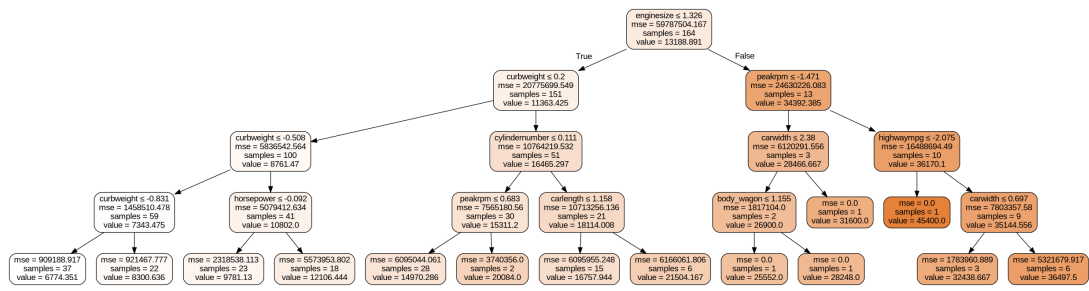 enginesize ≤ 1.326
mse = 59787504.167
samples = 164
value = 13188.891
True
False
curbweight ≤ 0.2
mse = 20775699.549
samples = 151
value = 11363.425
peakrpm ≤ -1.471
mse = 24630226.083
samples = 13
value = 34392.385
curbweight ≤ -0.508
mse = 5836542.564
samples = 100
value = 8761.47
cylindernumber ≤ 0.111
mse = 10764219.532
samples = 51
value = 16465.297
carwidth ≤ 2.38
mse = 6120291.556
samples = 3
value = 28466.667
highwaympg ≤ -2.075
mse = 16488694.49
samples = 10
value = 36170.1
curbweight ≤ -0.831
mse = 1458510.478
samples = 59
value = 7343.475
horsepower ≤ -0.092
mse = 5079412.634
samples = 41
value = 10802.0
peakrpm ≤ 0.683
mse = 7565180.56
samples = 30
value = 15311.2
carlength ≤ 1.158
mse = 10713256.136
samples = 21
value = 18114.008
body_wagon ≤ 1.155
mse = 1817104.0
samples = 2
value = 26900.0
mse = 0.0
samples = 1
value = 31600.0
mse = 0.0
samples = 1
value = 45400.0
carwidth ≤ 0.697
mse = 7803357.58
samples = 9
value = 35144.556
mse = 909188.917
samples = 37
value = 6774.351
mse = 921467.777
samples = 22
value = 8300.636
mse = 2318538.113
samples = 23
value = 9781.13
mse = 5573953.802
samples = 18
value = 12106.444
mse = 6095044.061
samples = 28
value = 14970.286
mse = 3740356.0
samples = 2
value = 20084.0
mse = 6095955.248
samples = 15
value = 16757.944
mse = 6166061.806
samples = 6
value = 21504.167
mse = 0.0
samples = 1
value = 25552.0
mse = 0.0
samples = 1
value = 28248.0
mse = 1783960.889
samples = 3
value = 32438.667
mse = 5321679.917
samples = 6
value = 36497.5